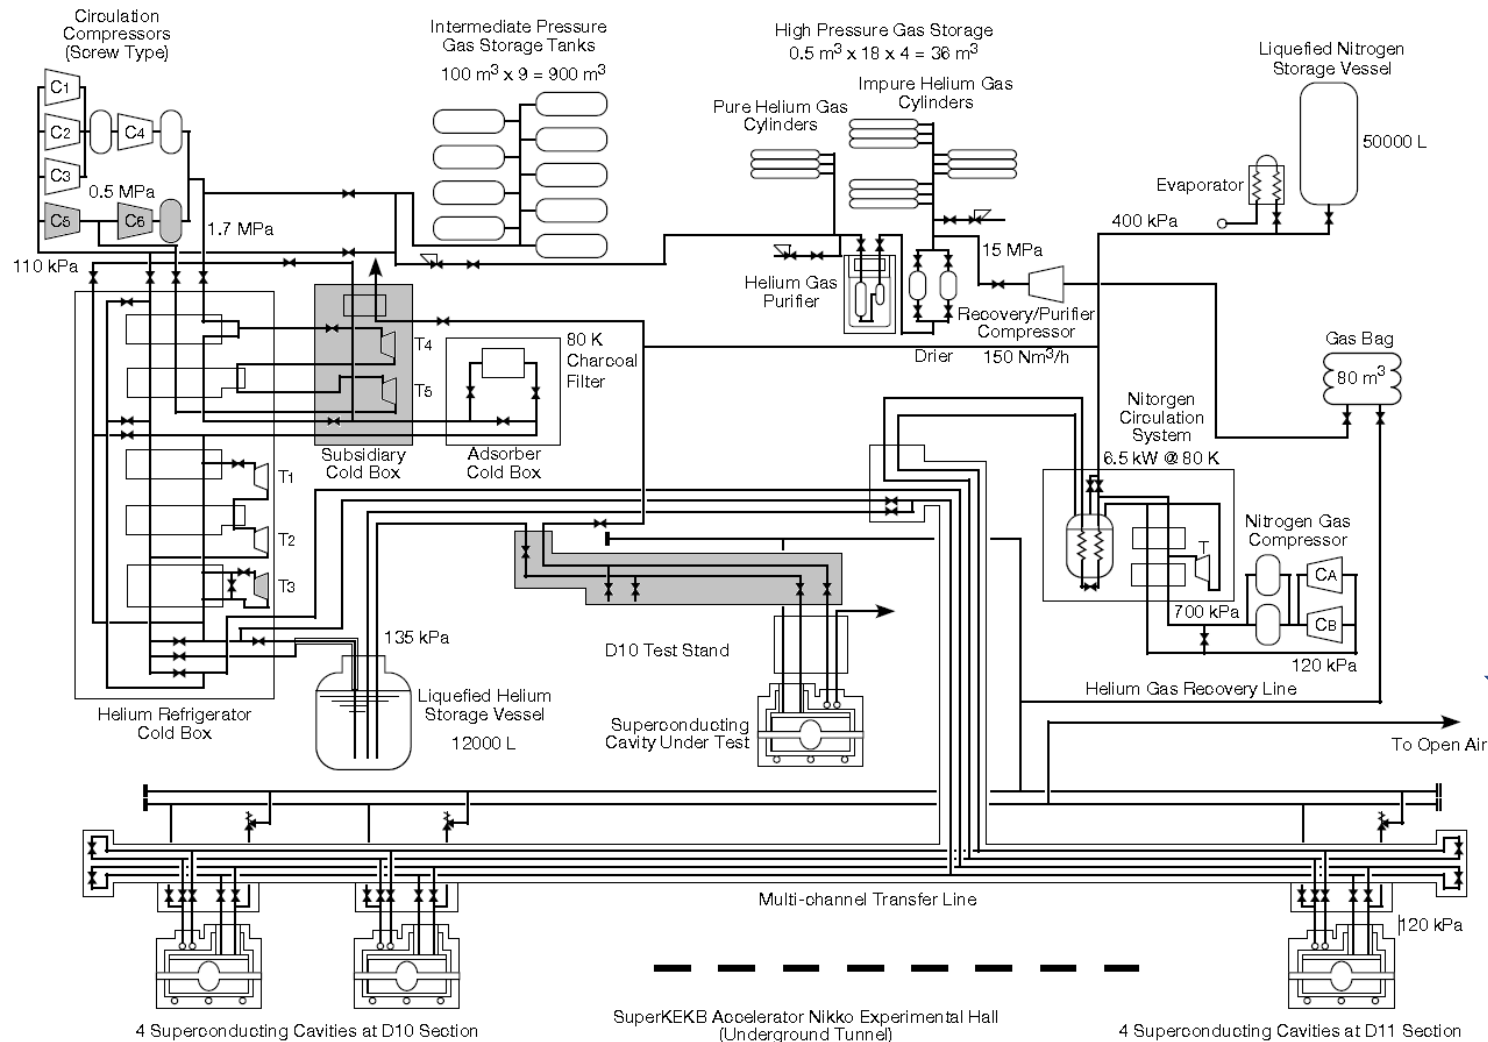 Circulation
Compressors
(Screw Type)
C1
C2
C3
C4
C5
C6
0.5 MPa
1.7 MPa
110 kPa
Intermediate Pressure
Gas Storage Tanks
100 m³ x 9 = 900 m³
High Pressure Gas Storage
0.5 m³ x 18 x 4 = 36 m³
Impure Helium Gas
Cylinders
Pure Helium Gas
Cylinders
Liquefied Nitrogen
Storage Vessel
50000 L
Evaporator
400 kPa
15 MPa
Helium Gas
Purifier
Recovery/Purifier
Compressor
150 Nm³/h
Drier
Gas Bag
80 m³
T4
T5
80 K
Charcoal
Filter
Subsidiary
Cold Box
Adsorber
Cold Box
T1
T2
T3
Nitorgen
Circulation
System
6.5 kW @ 80 K
Nitrogen Gas
Compressor
T
CA
CB
700 kPa
120 kPa
135 kPa
D10 Test Stand
Helium Gas Recovery Line
Helium Refrigerator
Cold Box
Liquefied Helium
Storage Vessel
12000 L
Superconducting
Cavity Under Test
To Open Air
Multi-channel Transfer Line
120 kPa
4 Superconducting Cavities at D10 Section
SuperKEKB Accelerator Nikko Experimental Hall
(Underground Tunnel)
4 Superconducting Cavities at D11 Section